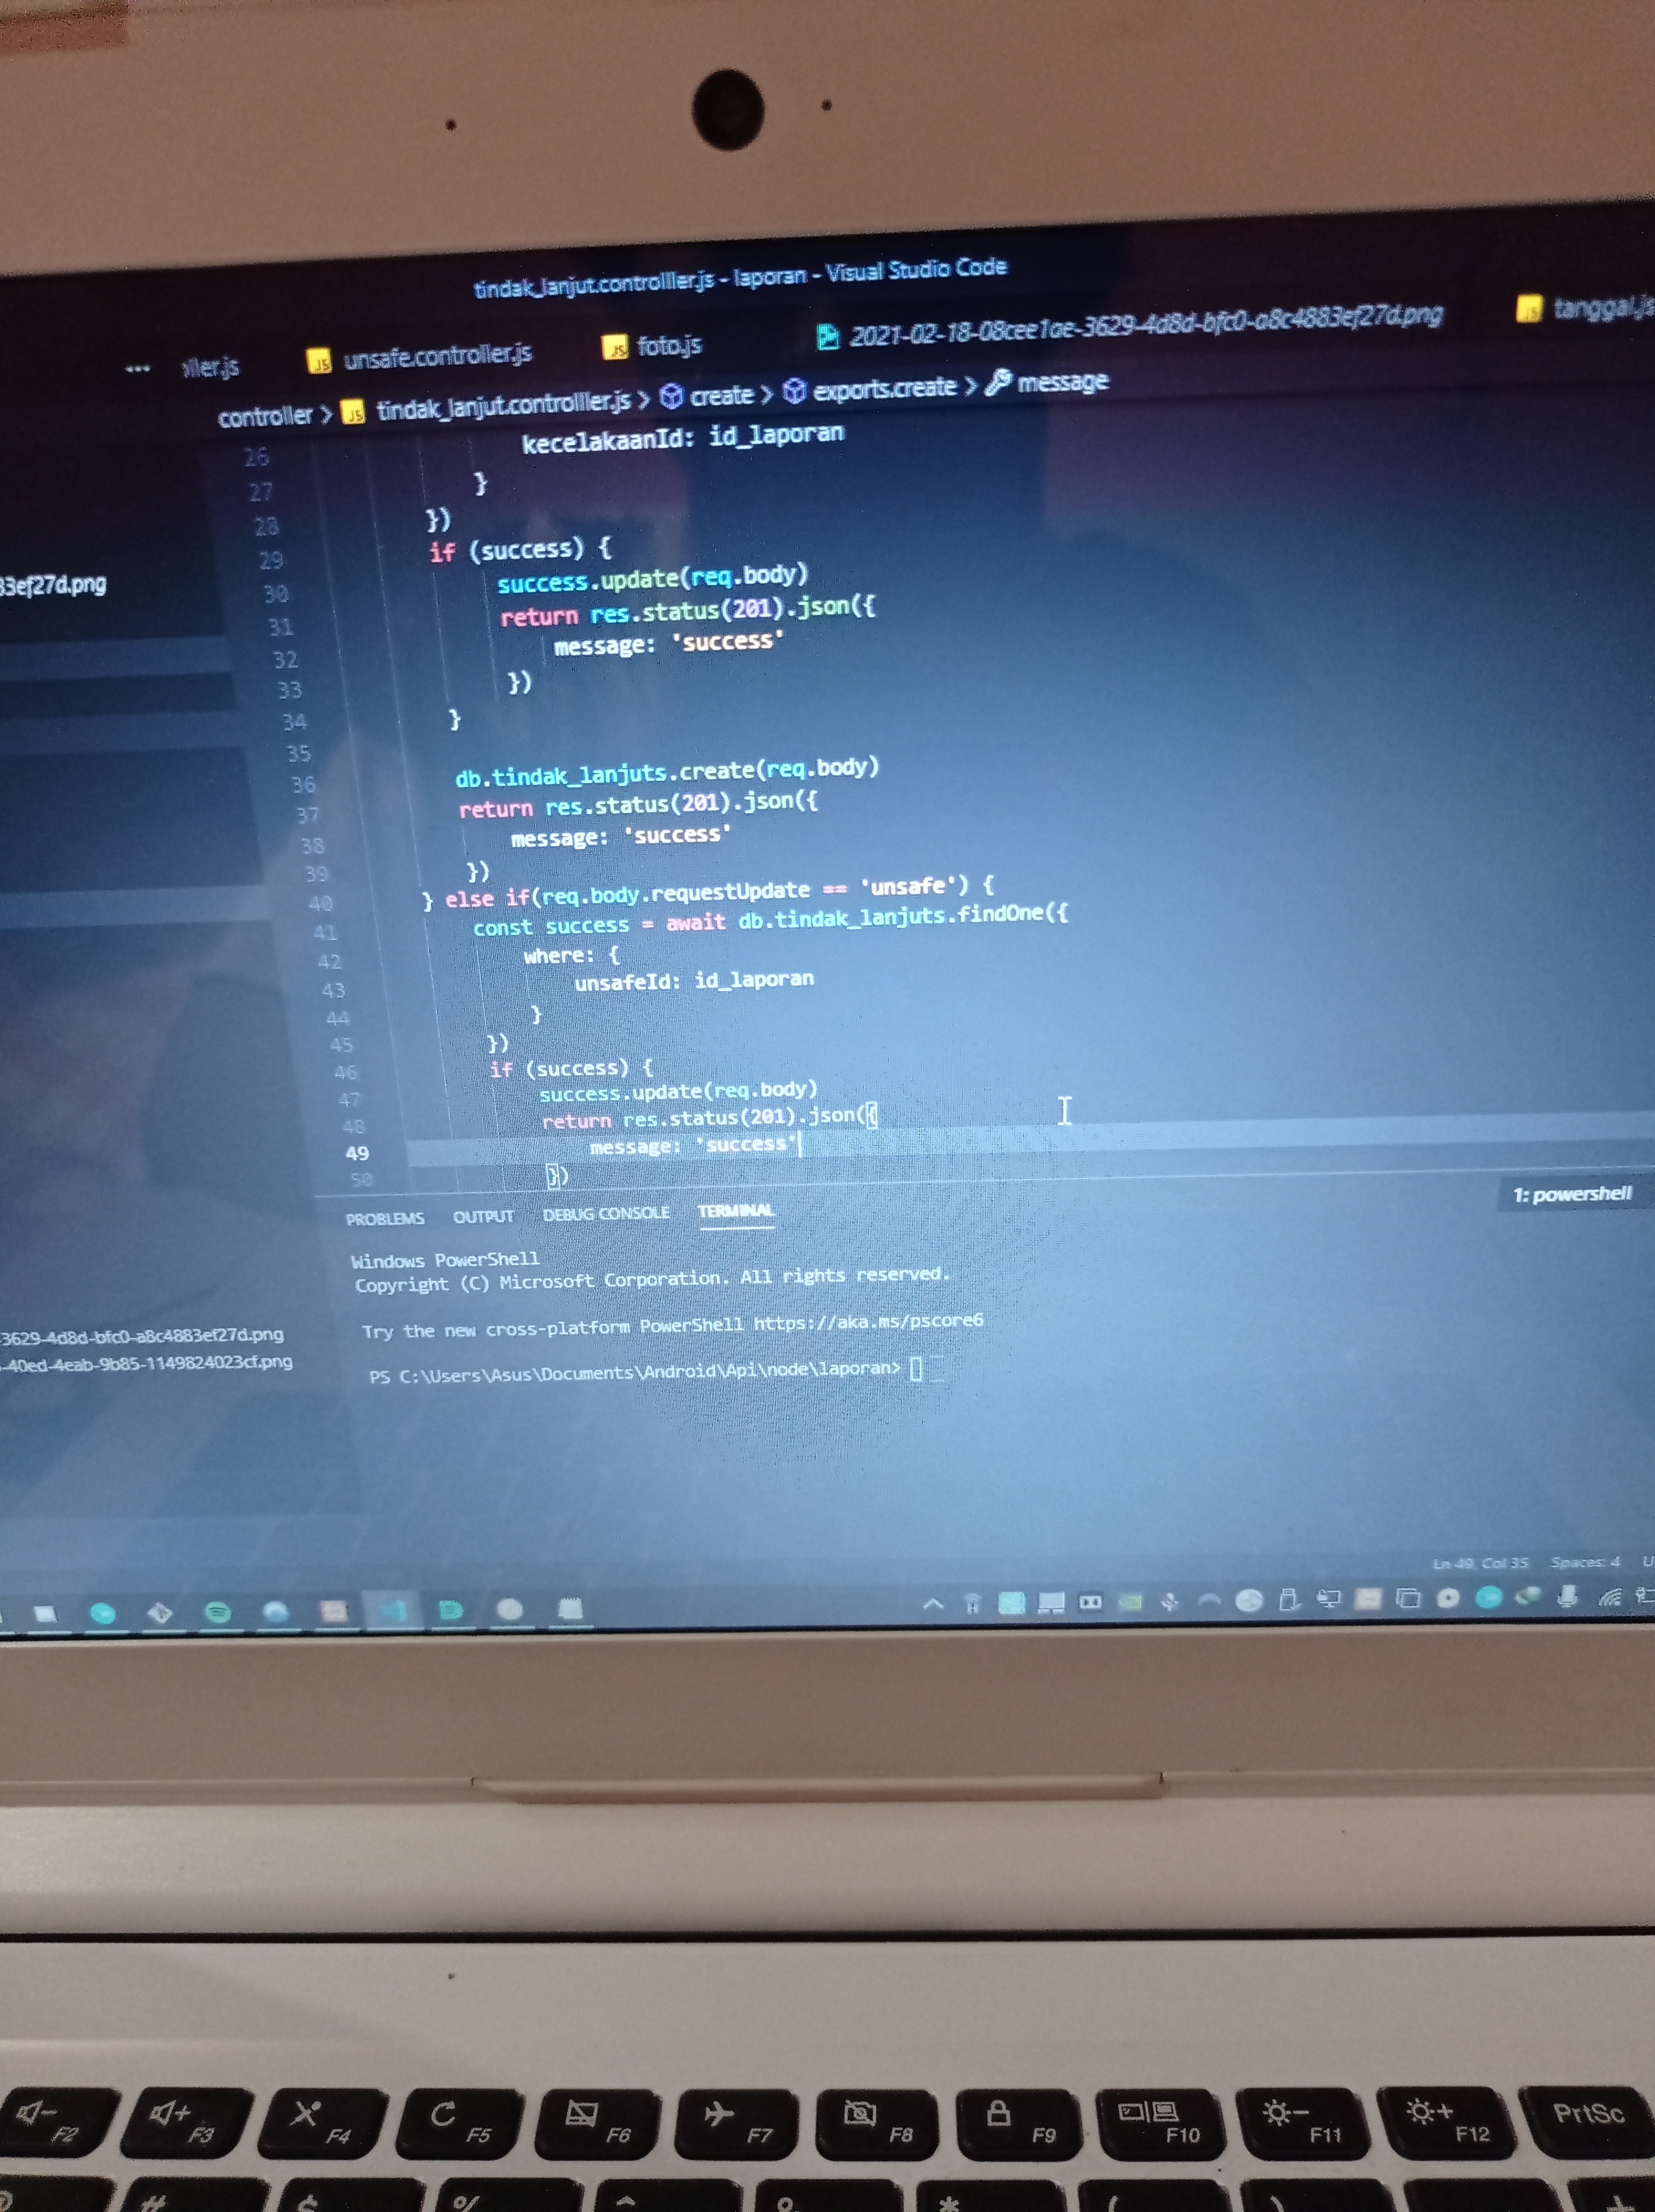 tindak_lanjut.controlller.js - laporan - Visual Studio Code
··· ller.js JS unsafe.controller.js JS foto.js 2021-02-18-08cee1ae-3629-4d8d-bfc0-a8c4883ef27d.png JS tanggal.js
controller > JS tindak_lanjut.controlller.js > create > exports.create > message
26 kecelakaanId: id_laporan
27 }
28 })
29 if (success) {
30 success.update(req.body)
31 return res.status(201).json({
32 message: 'success'
33 })
34 }
35
36 db.tindak_lanjuts.create(req.body)
37 return res.status(201).json({
38 message: 'success'
39 })
40 } else if(req.body.requestUpdate == 'unsafe') {
41 const success = await db.tindak_lanjuts.findOne({
42 where: {
43 unsafeId: id_laporan
44 }
45 })
46 if (success) {
47 success.update(req.body)
48 return res.status(201).json({
49 message: 'success'
50 })
33ef27d.png
PROBLEMS OUTPUT DEBUG CONSOLE TERMINAL 1: powershell
Windows PowerShell
Copyright (C) Microsoft Corporation. All rights reserved.
Try the new cross-platform PowerShell https://aka.ms/pscore6
PS C:\Users\Asus\Documents\Android\Api\node\laporan>
-3629-4d8d-bfc0-a8c4883ef27d.png
-40ed-4eab-9b85-1149824023cf.png
Ln 49, Col 35 Spaces: 4 U
F2 F3 F4 F5 F6 F7 F8 F9 F10 F11 F12 PrtSc
# $ % ^ * ( )